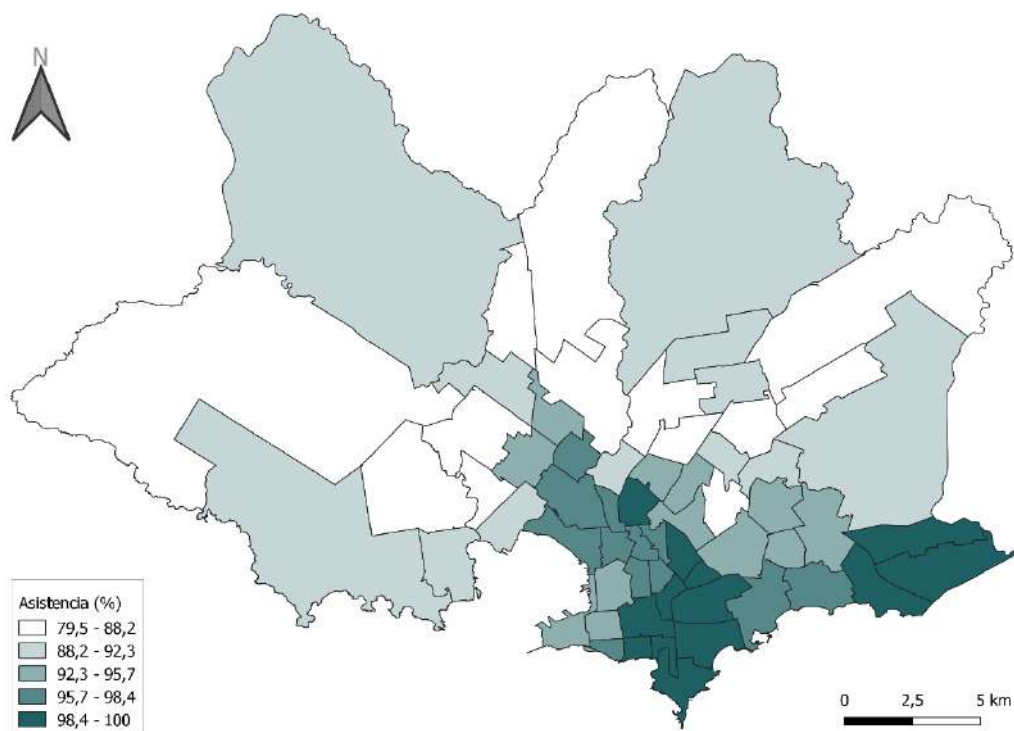 N
Asistencia (%)
79,5 - 88,2
88,2 - 92,3
92,3 - 95,7
95,7 - 98,4
98,4 - 100
0 2,5 5 km